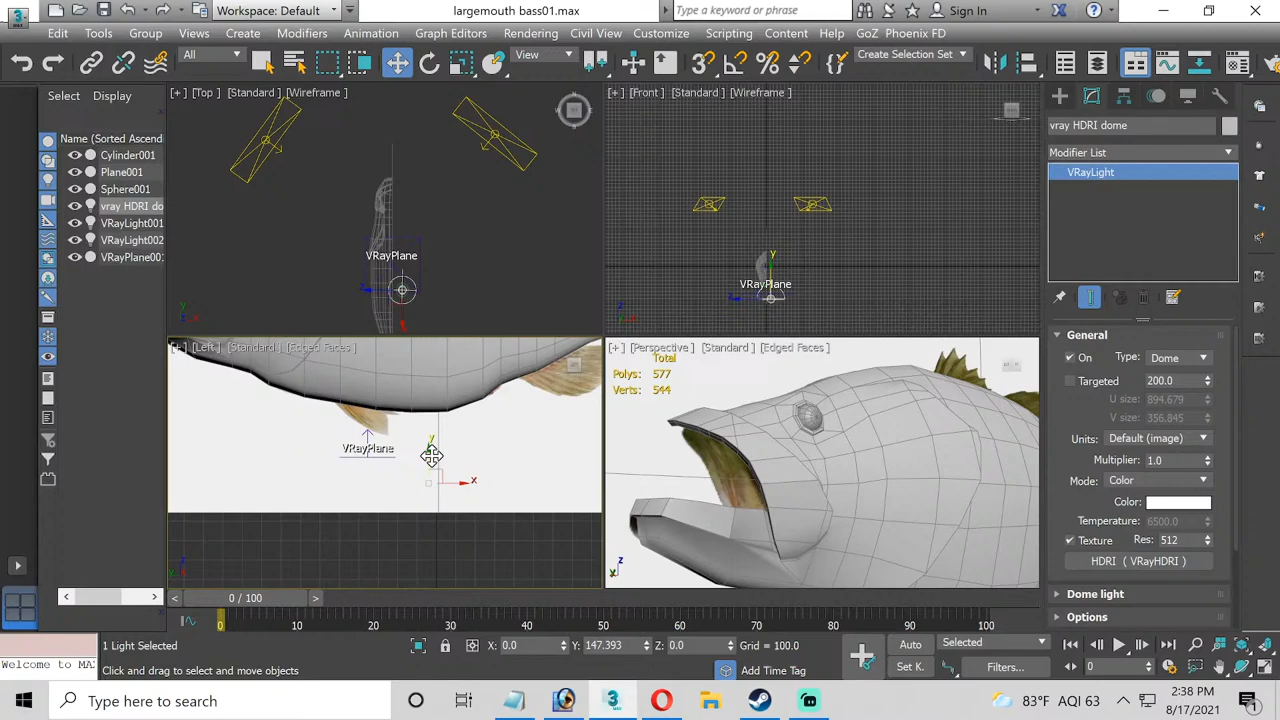 Workspace: Default
largemouth bass01.max
Type a keyword or phrase
Sign In
Edit Tools Group Views Create Modifiers Animation Graph Editors Rendering Civil View Customize Scripting Content Help GoZ Phoenix FD
All
View
Create Selection Set
Select Display
Name (Sorted Ascend
Cylinder001
Plane001
Sphere001
vray HDRI do
VRayLight001
VRayLight002
VRayPlane00
[+] [Top] [Standard] [Wireframe]
VRayPlane
z
y
x
[+] [Front] [Standard] [Wireframe]
y
VRayPlane
z
[+] [Left] [Standard] [Edged Faces]
VRayPlane
y
x
z
y
[+] [Perspective] [Standard] [Edged Faces]
Total
Polys: 577
Verts: 544
z
vray HDRI dome
Modifier List
VRayLight
General
On Type: Dome
Targeted 200.0
U size: 894.679
V size: 356.845
Units: Default (image)
Multiplier: 1.0
Mode: Color
Color:
Temperature: 6500.0
Texture Res: 512
HDRI ( VRayHDRI )
Dome light
Options
< 0 / 100 >
0 10 20 30 40 50 60 70 80 90 100
1 Light Selected
X: 0.0 Y: 147.393 Z: 0.0 Grid = 100.0
Auto
Selected
Welcome to MA
Click and drag to select and move objects
Add Time Tag
Set K.
Filters...
0
Type here to search
83°F AQI 63
2:38 PM
8/17/2021
1